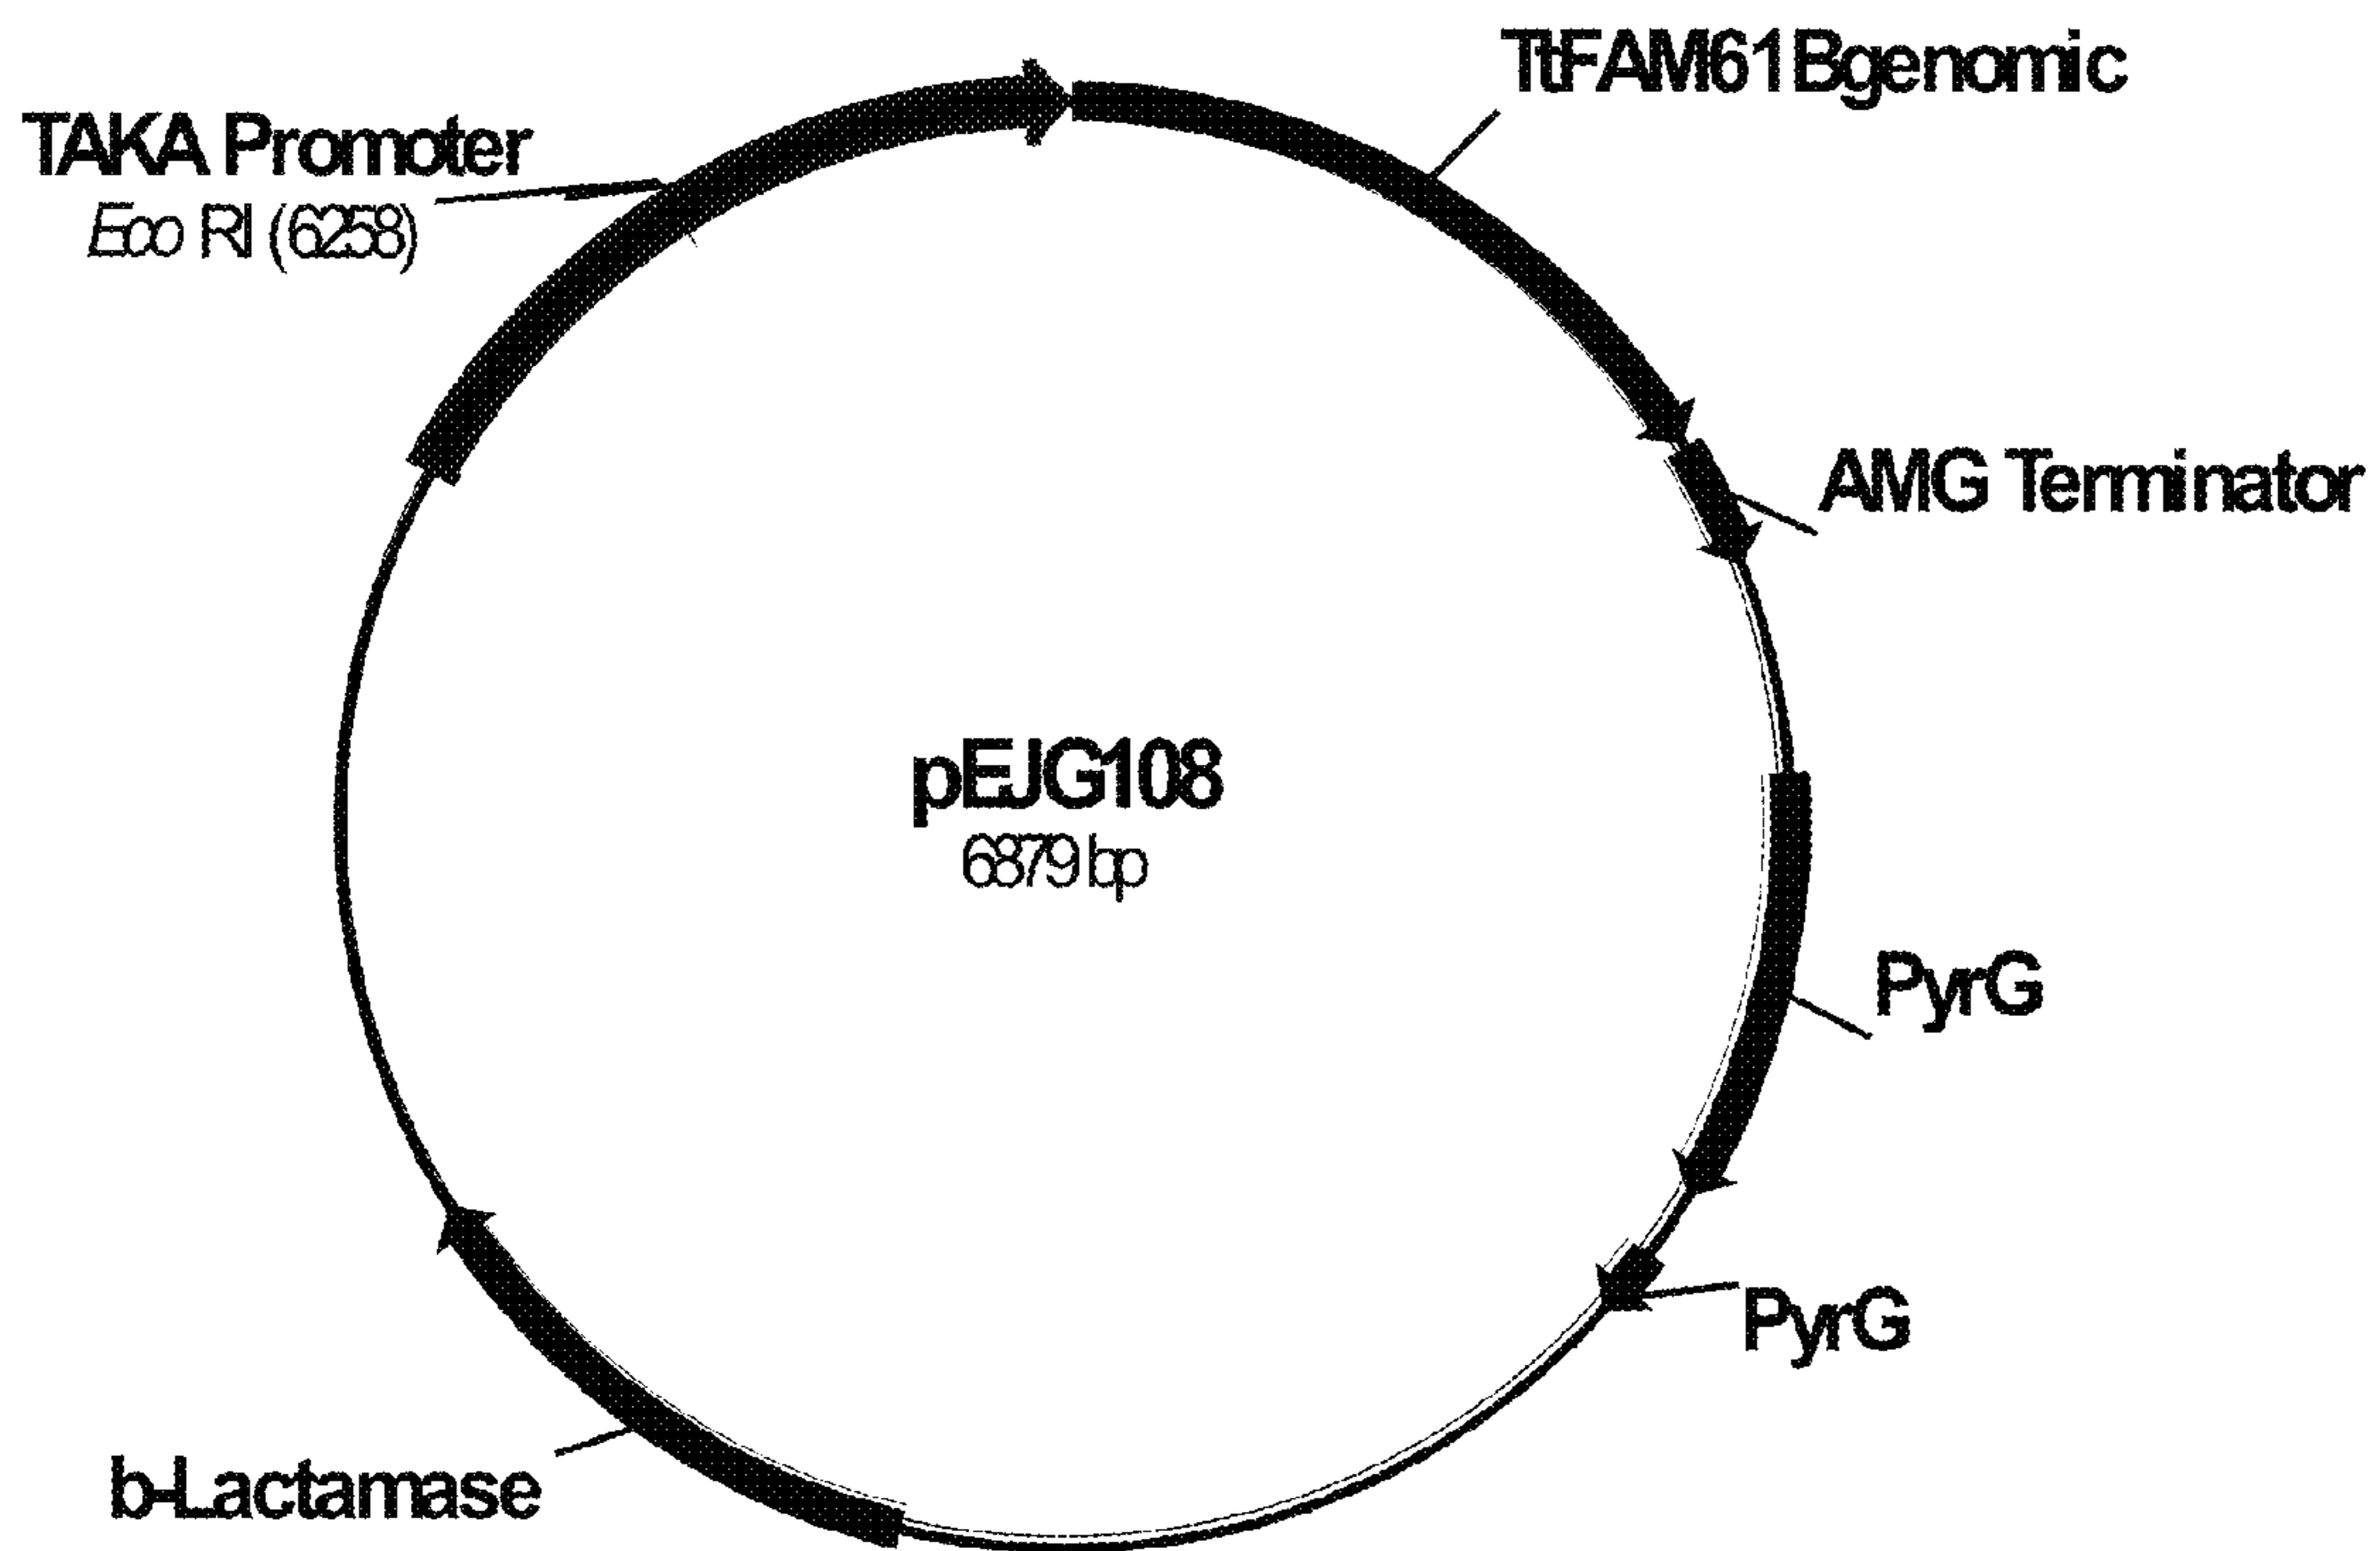 TtFAM61Bgenomic
TAKA Promoter
Eco RI (6258)
AMG Terminator
pEJG108
6879 bp
PyrG
PyrG
b-Lactamase